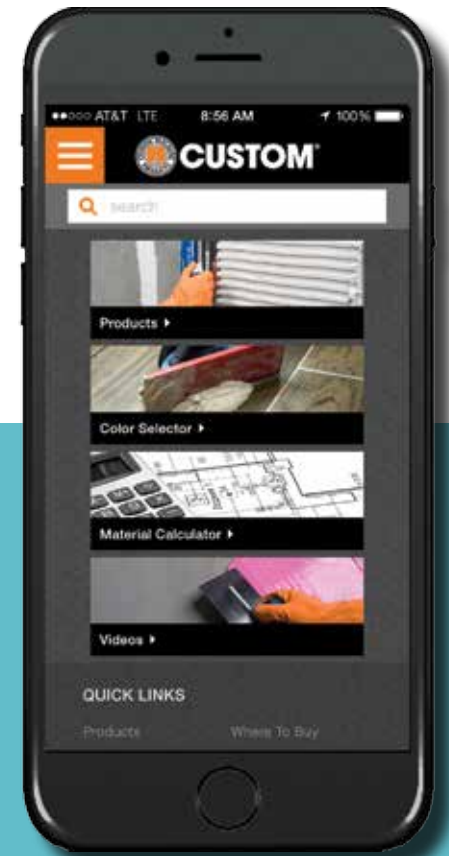 AT&T LTE 8:56 AM 100%
CUSTOM
search
Products
Color Selector
Material Calculator
Videos
QUICK LINKS
Products Where To Buy